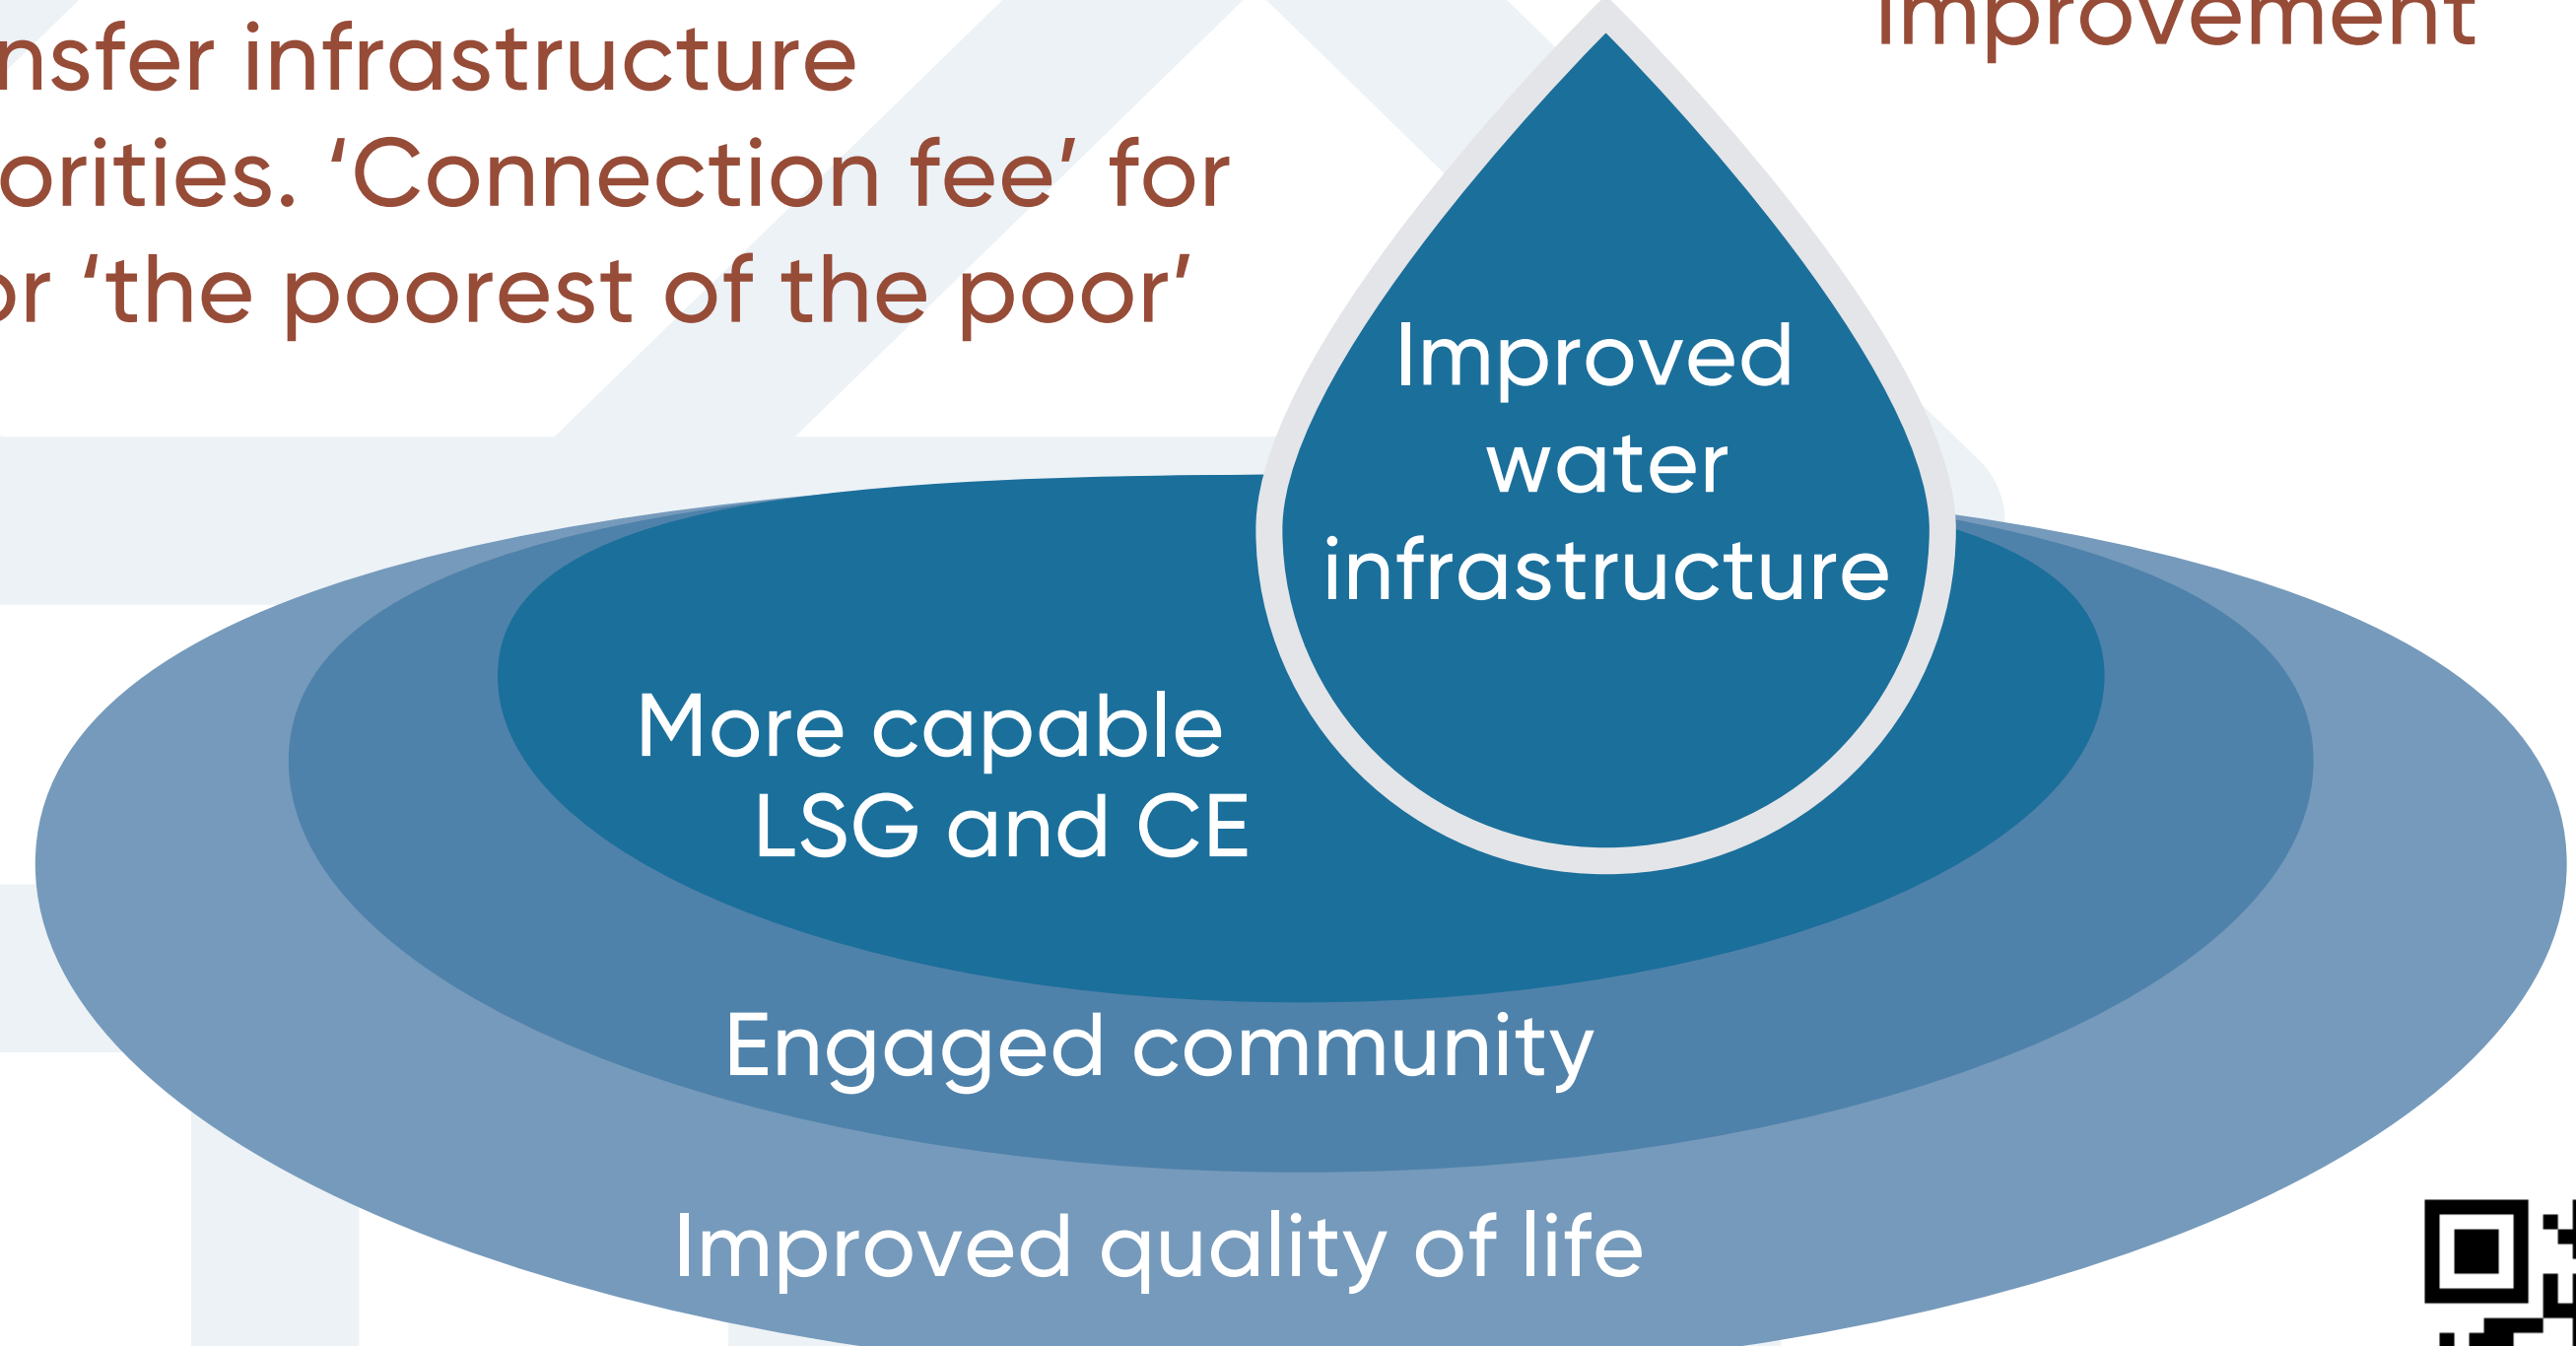 nsfer infrastructure
orities. ‘Connection fee’ for
or ‘the poorest of the poor’
Improvement
Improved
water
infrastructure
More capable
LSG and CE
Engaged community
Improved quality of life